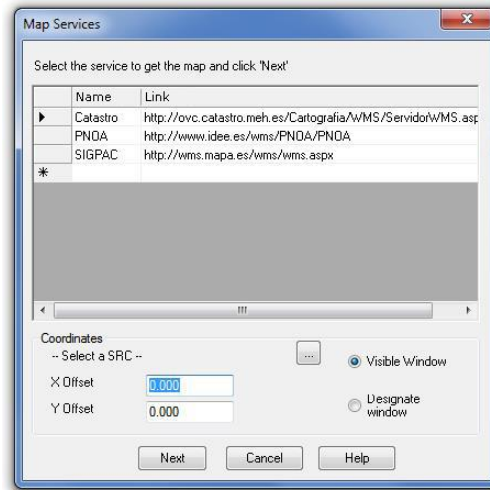 Map Services
Select the service to get the map and click 'Next'
Name Link
Catastro http://ovc.catastro.meh.es/Cartografia/WMS/ServidorWMS.asp
PNOA http://www.idee.es/wms/PNOA/PNOA
SIGPAC http://wms.mapa.es/wms/wms.aspx
Coordinates
-- Select a SRC --
...
Visible Window
X Offset 0.000
Y Offset 0.000
Designate
window
Next Cancel Help